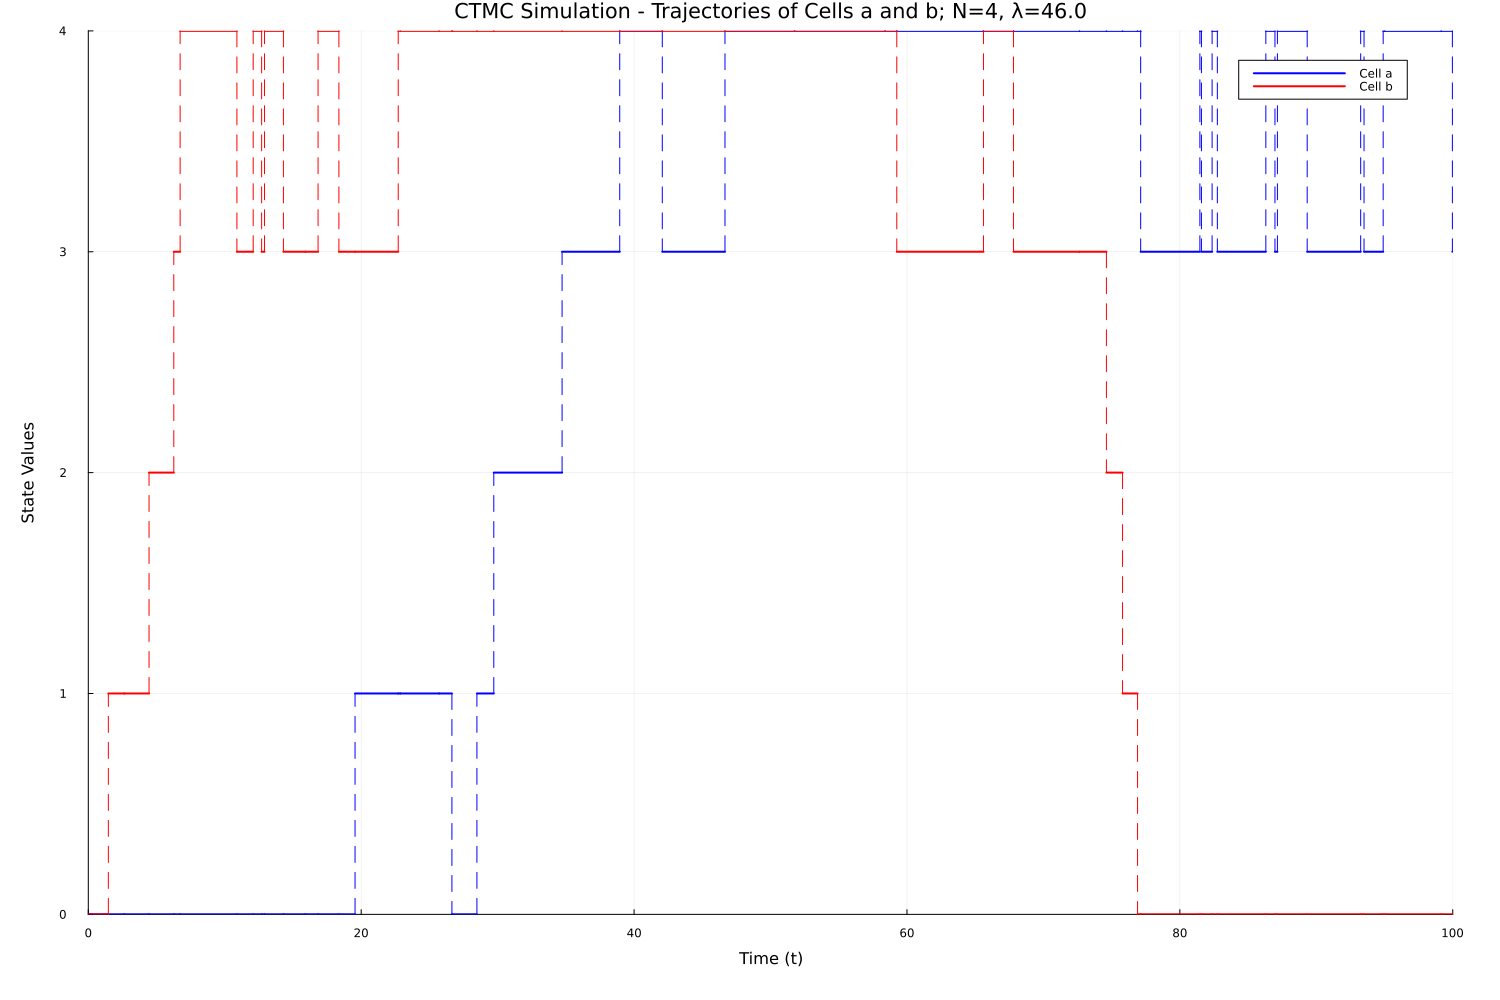 CTMC Simulation - Trajectories of Cells a and b; N=4, λ=46.0
4
Cell a
Cell b
3
State Values
2
1
0
0 20 40 60 80 100
Time (t)